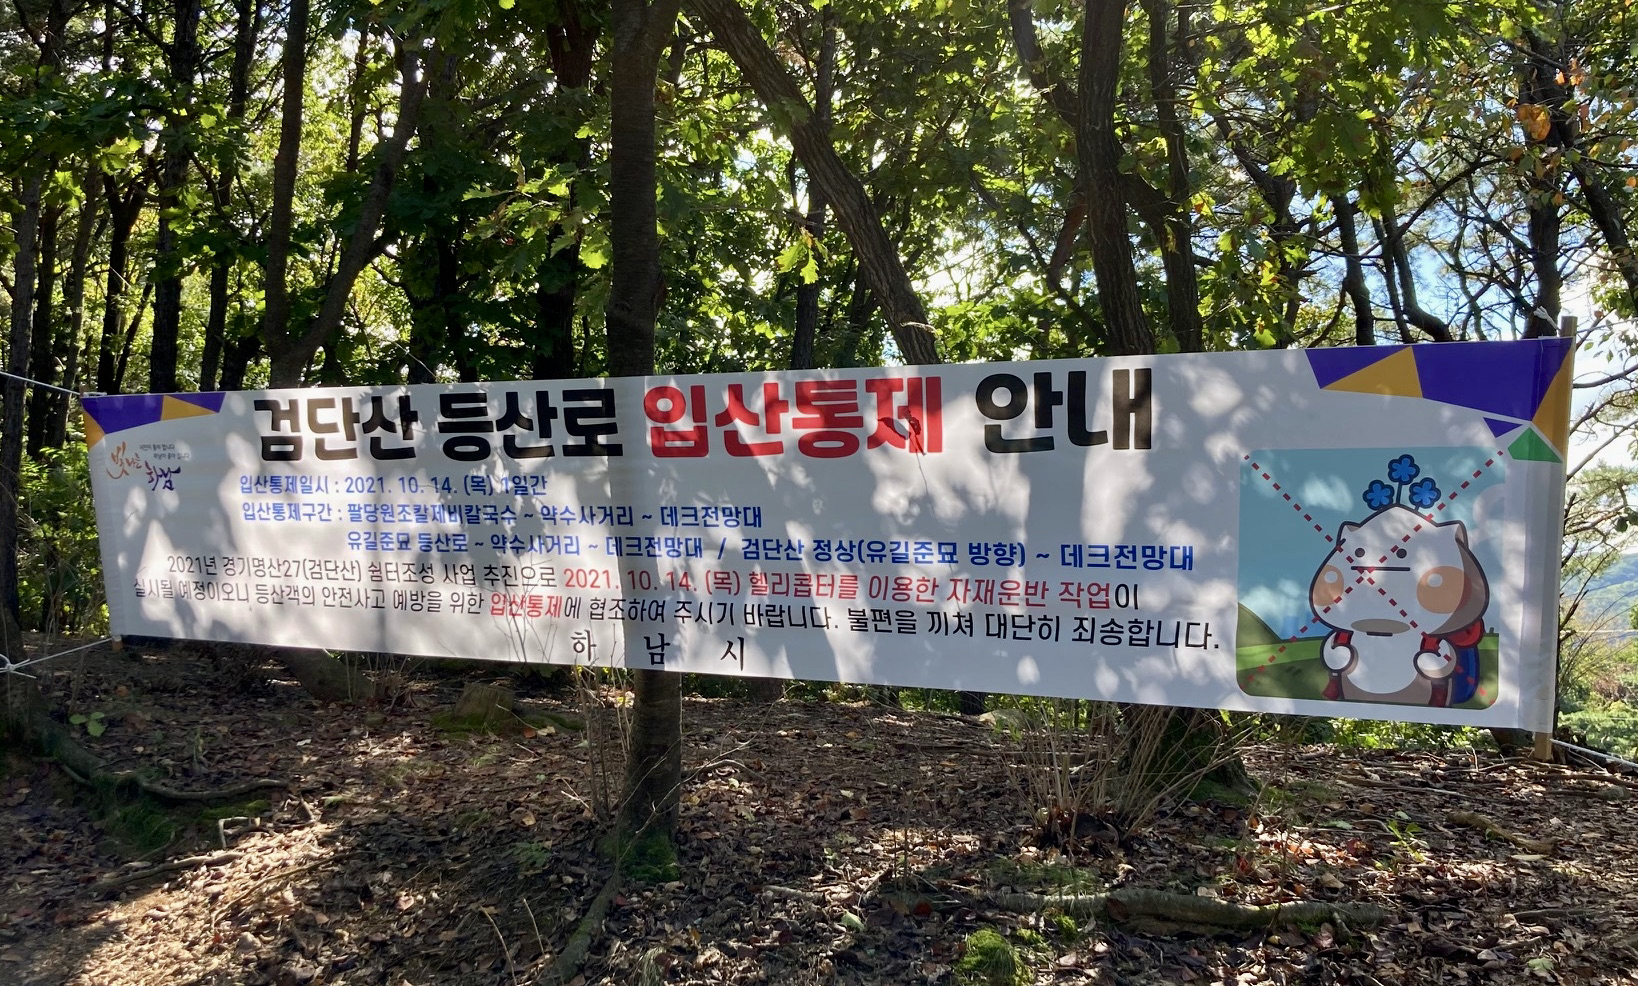 검단산 등산로 입산통제 안내
빛나는 하남
입산통제일시 : 2021. 10. 14. (목) 1일간
입산통제구간 : 팔당원조칼제비칼국수 ~ 약수사거리 ~ 데크전망대
유길준묘 등산로 ~ 약수사거리 ~ 데크전망대 / 검단산 정상(유길준묘 방향) ~ 데크전망대
2021년 경기명산27(검단산) 쉼터조성 사업 추진으로 2021. 10. 14. (목) 헬리콥터를 이용한 자재운반 작업이
실시될 예정이오니 등산객의 안전사고 예방을 위한 입산통제에 협조하여 주시기 바랍니다. 불편을 끼쳐 대단히 죄송합니다.
하 남 시